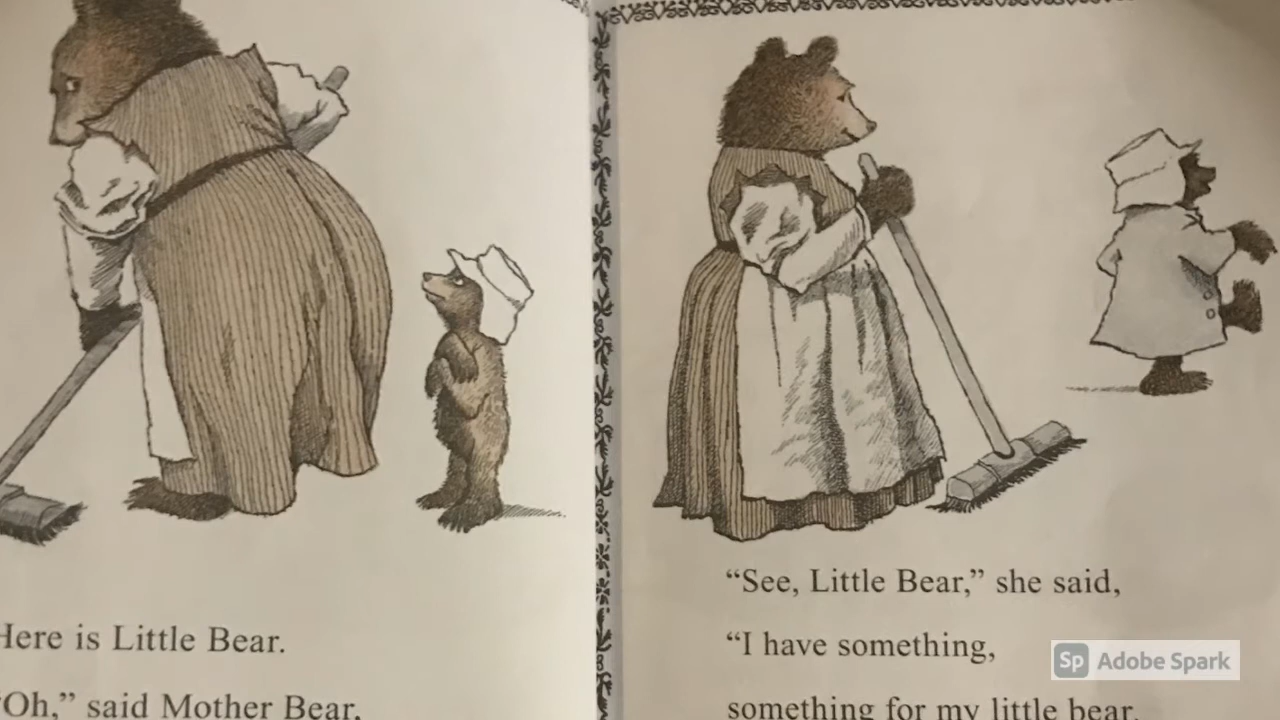 Here is Little Bear.
“Oh,” said Mother Bear,
“See, Little Bear,” she said,
“I have something,
something for my little bear.
Sp Adobe Spark